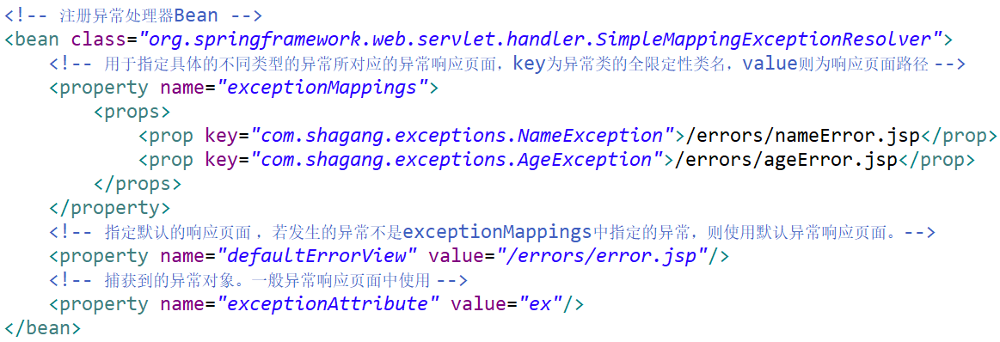 <!-- 注册异常处理器Bean -->
<bean class="org.springframework.web.servlet.handler.SimpleMappingExceptionResolver">
    <!-- 用于指定具体的不同类型的异常所对应的异常响应页面，key为异常类的全限定性类名，value则为响应页面路径 -->
    <property name="exceptionMappings">
        <props>
            <prop key="com.shagang.exceptions.NameException">/errors/nameError.jsp</prop>
            <prop key="com.shagang.exceptions.AgeException">/errors/ageError.jsp</prop>
        </props>
    </property>
    <!-- 指定默认的响应页面 ，若发生的异常不是exceptionMappings中指定的异常，则使用默认异常响应页面。-->
    <property name="defaultErrorView" value="/errors/error.jsp"/>
    <!-- 捕获到的异常对象。一般异常响应页面中使用 -->
    <property name="exceptionAttribute" value="ex"/>
</bean>